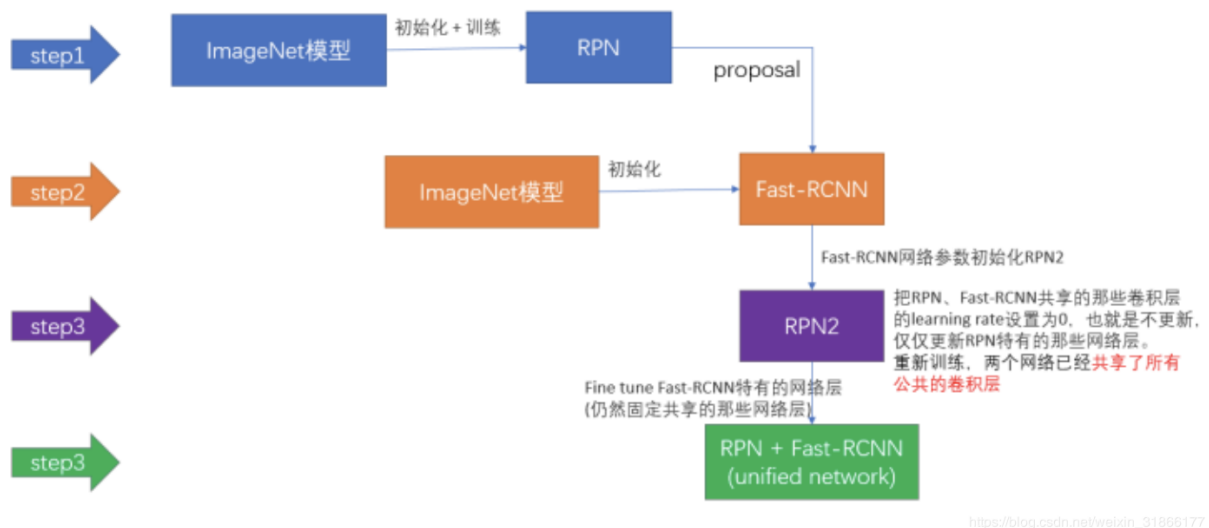 step1
ImageNet模型
初始化 + 训练
RPN
proposal
step2
ImageNet模型
初始化
Fast-RCNN
Fast-RCNN网络参数初始化RPN2
step3
RPN2
把RPN、Fast-RCNN共享的那些卷积层
的learning rate设置为0，也就是不更新，
仅仅更新RPN特有的那些网络层。
重新训练，两个网络已经共享了所有
公共的卷积层
Fine tune Fast-RCNN特有的网络层
(仍然固定共享的那些网络层)
step3
RPN + Fast-RCNN
(unified network)
https://blog.csdn.net/weixin_31866177